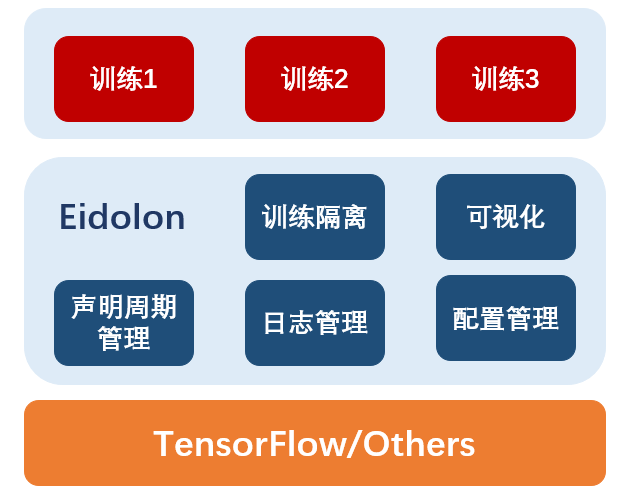 训练1
训练2
训练3
Eidolon
训练隔离
可视化
声明周期
管理
日志管理
配置管理
TensorFlow/Others